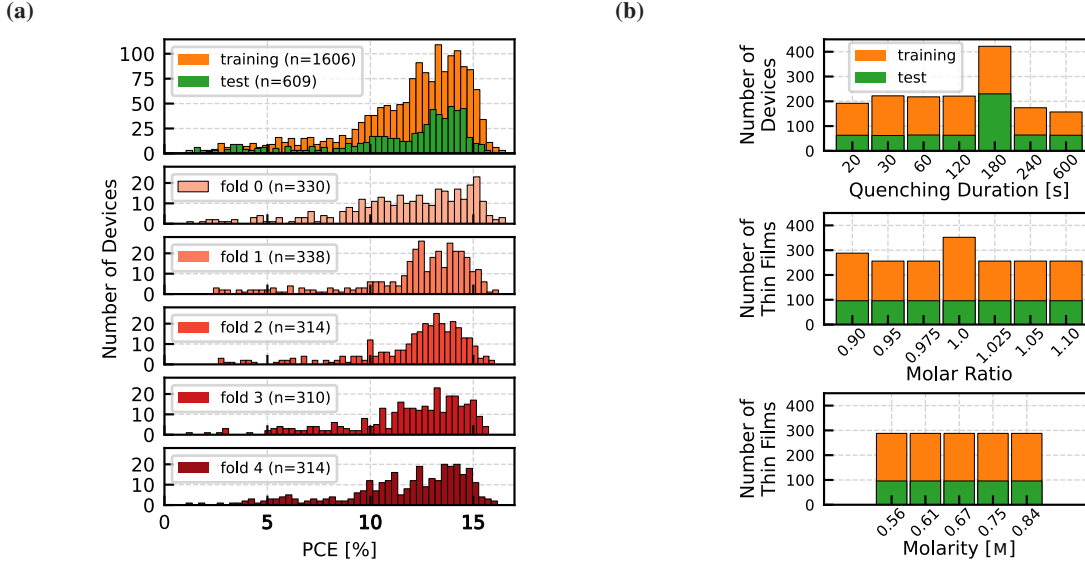 (a)
100
75
50
25
0
training (n=1606)
test (n=609)
20
10
0
fold 0 (n=330)
20
10
0
fold 1 (n=338)
20
0
fold 2 (n=314)
20
10
0
fold 3 (n=310)
20
10
0
fold 4 (n=314)
Number of Devices
0 5 10 15
PCE [%]
(b)
Number of
Devices
400
300
200
100
0
training
test
20 30 60 120 180 240 600
Quenching Duration [s]
Number of
Thin Films
400
300
200
100
0
0.90 0.95 0.975 1.0 1.025 1.05 1.10
Molar Ratio
Number of
Thin Films
400
300
200
100
0
0.56 0.61 0.67 0.75 0.84
Molarity [M]